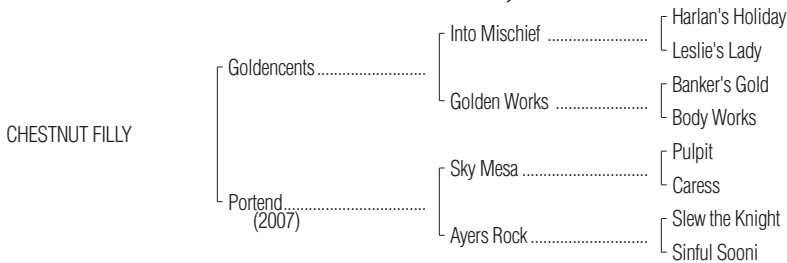 Harlan's Holiday
Into Mischief
Leslie's Lady
Goldencents
Banker's Gold
Golden Works
Body Works
CHESTNUT FILLY
Pulpit
Sky Mesa
Caress
Portend
(2007)
Slew the Knight
Ayers Rock
Sinful Sooni